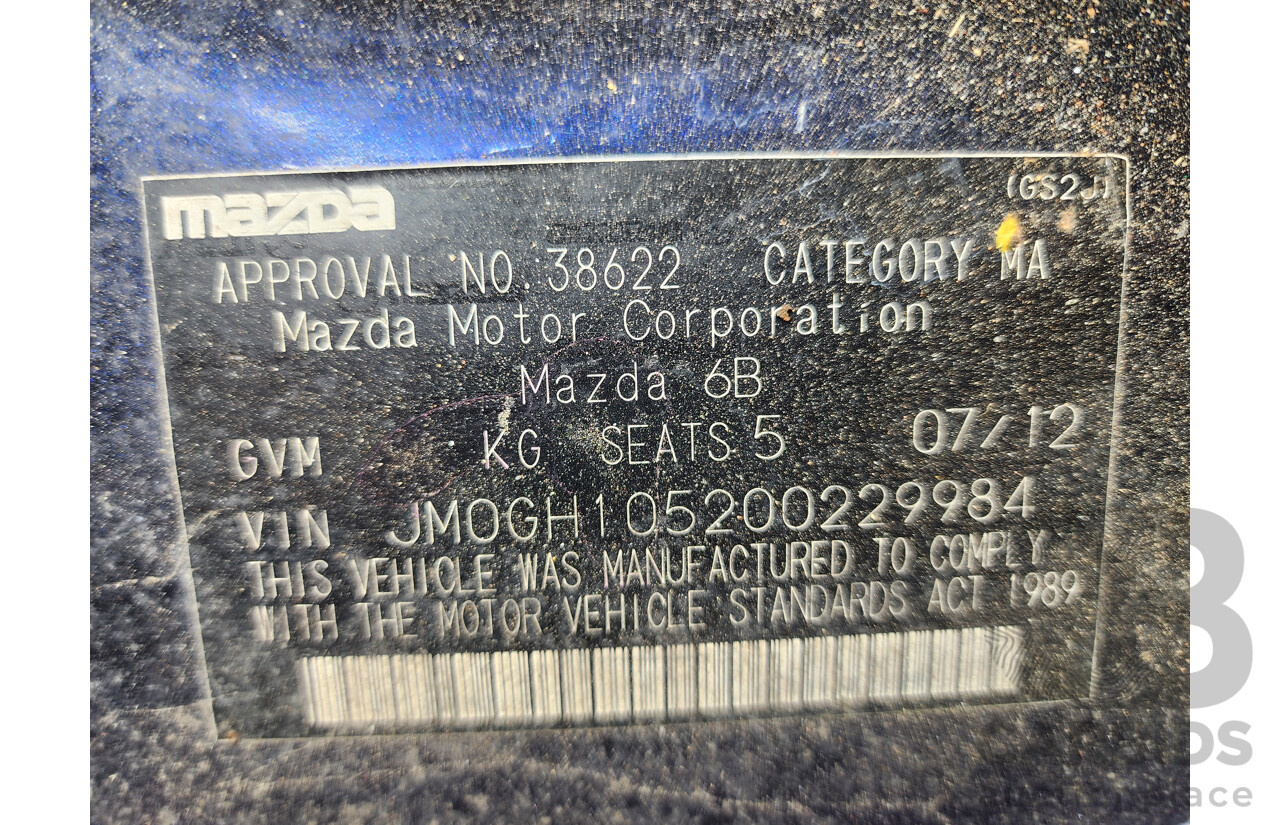 mazda (GS2J)
APPROVAL NO. 38622 CATEGORY MA
Mazda Motor Corporation
Mazda 6B
GVM KG SEATS 5 07/12
VIN JM0GH105200229984
THIS VEHICLE WAS MANUFACTURED TO COMPLY
WITH THE MOTOR VEHICLE STANDARDS ACT 1989